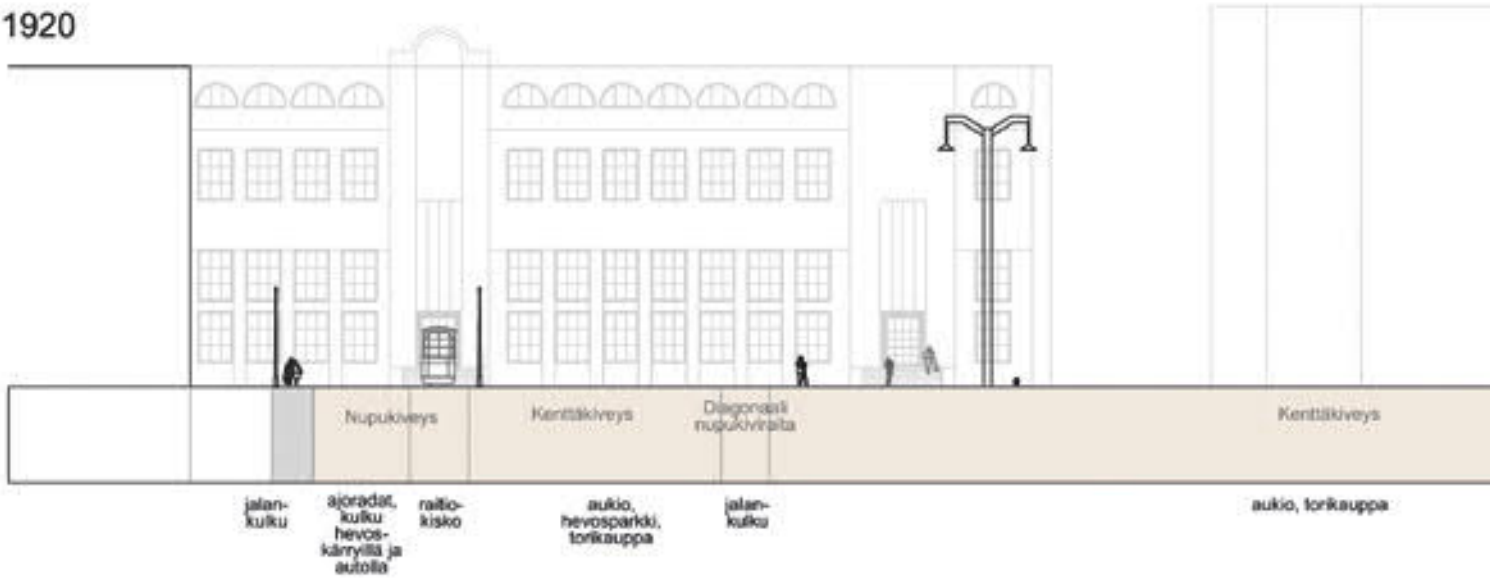 1920
Nupukiveys
Kenttäkiveys
Diagonaali
nupukiviraita
Kenttäkiveys
jalan-
kulku
ajoradat,
kulku
hevos-
kärryillä ja
autolla
raitio-
kisko
aukio,
hevosparkki,
torikauppa
jalan-
kulku
aukio, torikauppa